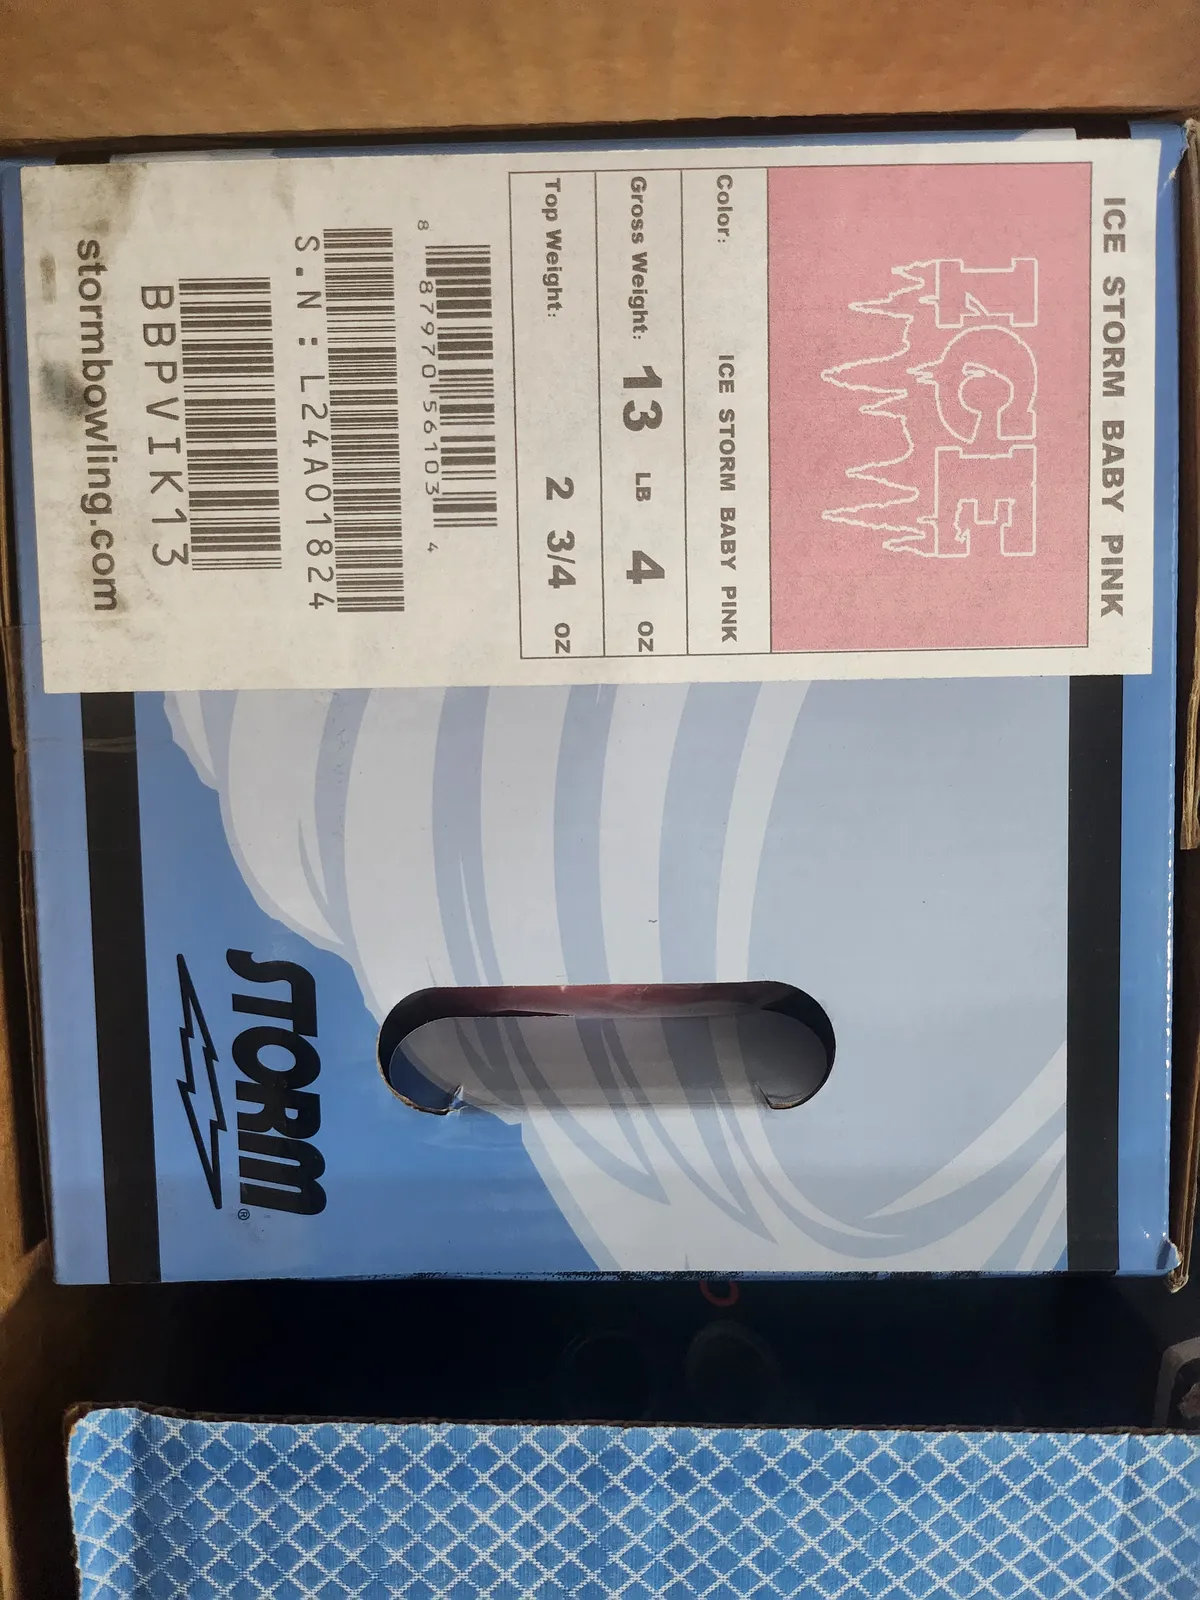 ICE STORM BABY PINK
ICE
Color: ICE STORM BABY PINK
Gross Weight: 13 LB 4 OZ
Top Weight: 2 3/4 OZ
8 87970 56103 4
S.N:L24A01824
BBPVIK13
stormbowling.com
STORM®